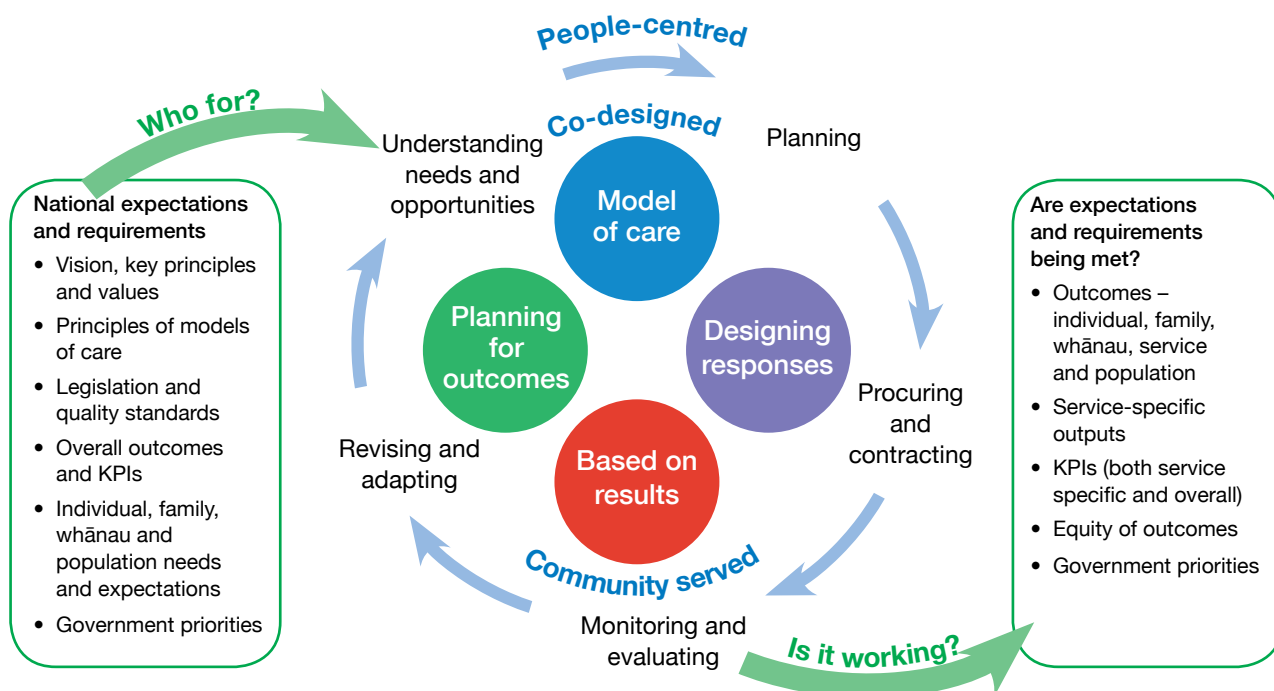 People-centred
Who for?
Co-designed
Understanding
needs and
opportunities
Planning
Model
of care
National expectations
and requirements
• Vision, key principles
and values
• Principles of models
of care
• Legislation and
quality standards
• Overall outcomes
and KPIs
• Individual, family,
whānau and
population needs
and expectations
• Government priorities
Planning
for
outcomes
Designing
responses
Procuring
and
contracting
Revising and
adapting
Based on
results
Community served
Monitoring and
evaluating
Is it working?
Are expectations
and requirements
being met?
• Outcomes –
individual, family,
whānau, service
and population
• Service-specific
outputs
• KPIs (both service
specific and overall)
• Equity of outcomes
• Government priorities